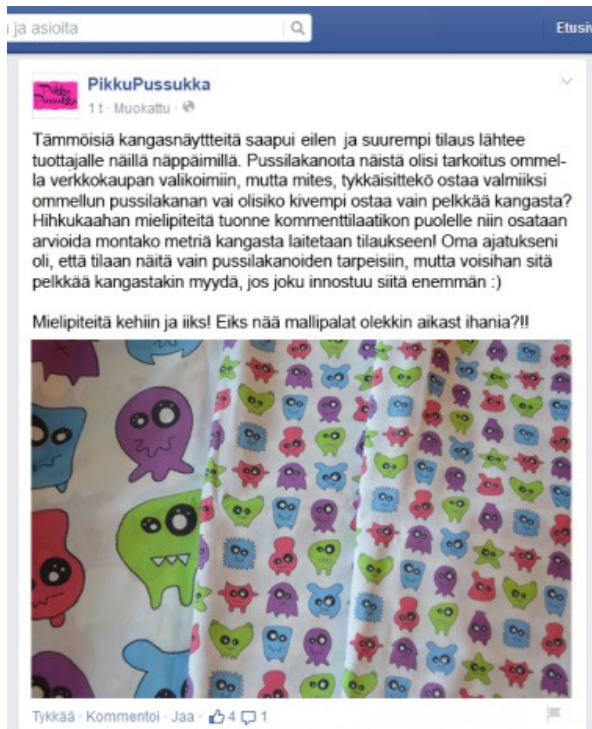 n ja asioita
Etusiv
PikkuPussukka
1 t · Muokattu ·
Tämmöisiä kangasnäyttteitä saapui eilen ja suurempi tilaus lähtee
tuottajalle näillä näppäimillä. Pussilakanoita näistä olisi tarkoitus ommel-
la verkkokaupan valikoimiin, mutta mites, tykkäisittekö ostaa valmiiksi
ommellun pussilakanan vai olisiko kivempi ostaa vain pelkkää kangasta?
Hihkukaahan mielipiteitä tuonne kommenttilaatikon puolelle niin osataan
arvioida montako metriä kangasta laitetaan tilaukseen! Oma ajatukseni
oli, että tilaan näitä vain pussilakanoiden tarpeisiin, mutta voisihan sitä
pelkkää kangastakin myydä, jos joku innostuu siitä enemmän :)
Mielipiteitä kehiin ja iiks! Eiks nää mallipalat olekkin aikast ihania?!!
Tykkää · Kommentoi · Jaa · 4 1